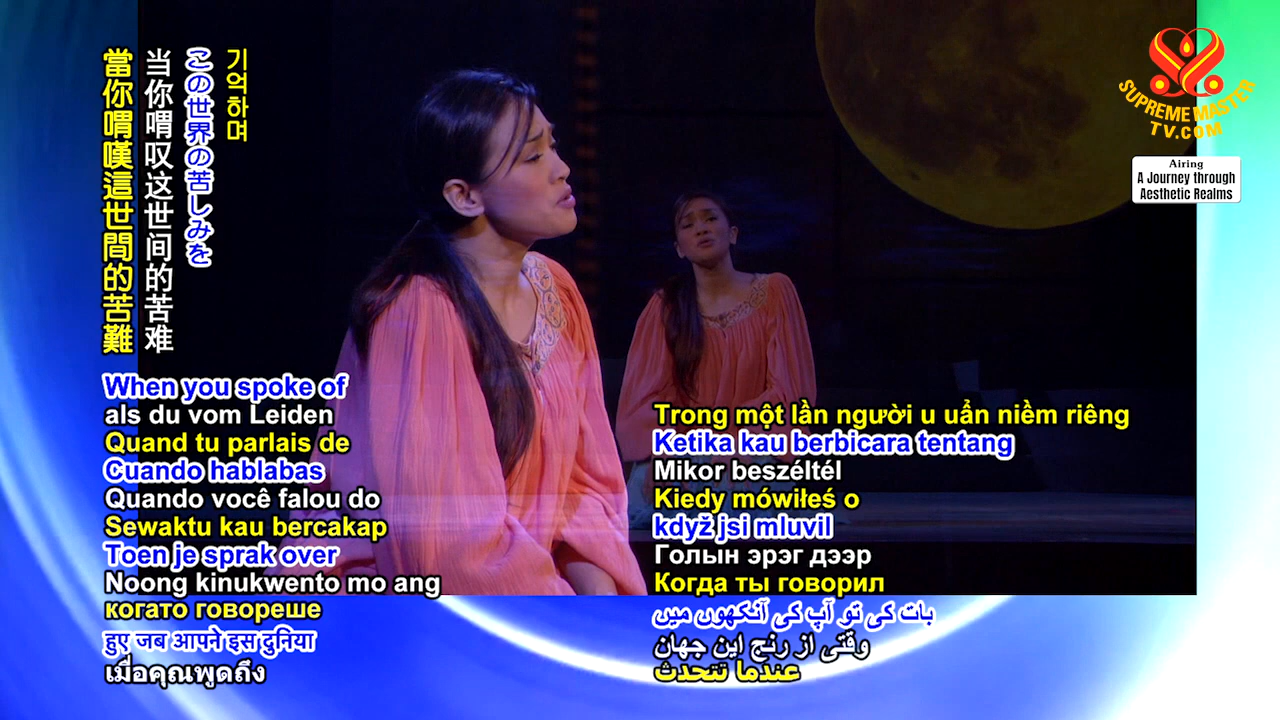 當你喟嘆這世間的苦難
当你喟叹这世间的苦难
この世界の苦しみを
기억하며
SUPREME MASTER
TV.COM
Airing
A Journey through
Aesthetic Realms
When you spoke of
als du vom Leiden
Quand tu parlais de
Cuando hablabas
Quando você falou do
Sewaktu kau bercakap
Toen je sprak over
Noong kinukwento mo ang
когато говореше
हुए जब आपने इस दुनिया
เมื่อคุณพูดถึง
Trong một lần người u uẩn niềm riêng
Ketika kau berbicara tentang
Mikor beszéltél
Kiedy mówiłeś o
když jsi mluvil
Голын эрэг дээр
Когда ты говорил
بات کی تو آپ کی آنکھوں میں
وقتی از رنج این جهان
عندما تتحدث